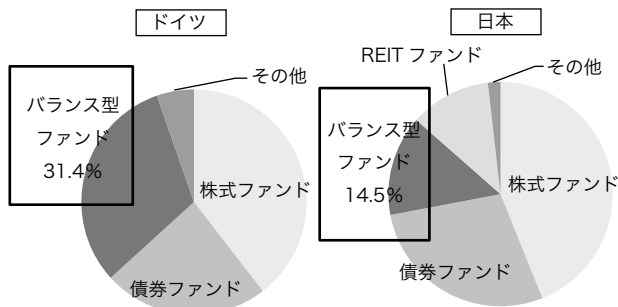 ドイツ
その他
バランス型
ファンド
31.4%
株式ファンド
債券ファンド
日本
REIT ファンド
その他
バランス型
ファンド
14.5%
株式ファンド
債券ファンド